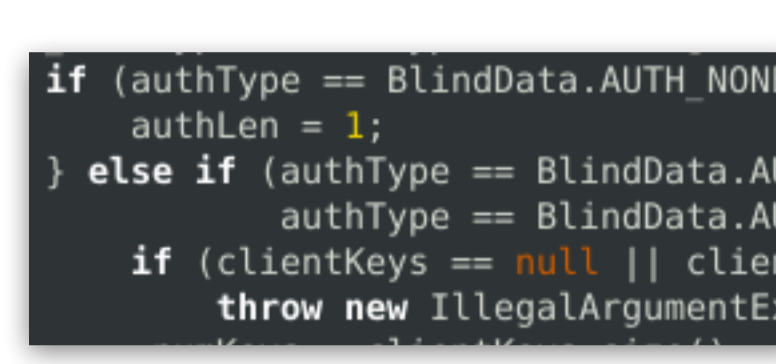 if (authType == BlindData.AUTH_NON
    authLen = 1;
} else if (authType == BlindData.A
           authType == BlindData.A
    if (clientKeys == null || clie
        throw new IllegalArgumentE